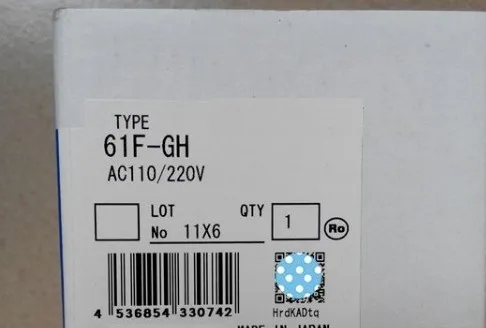 TYPE
61F-GH
AC110/220V
LOT QTY
No 11X6 1 Ro
4 536854 330742
HrdKADtq
MADE IN JAPAN